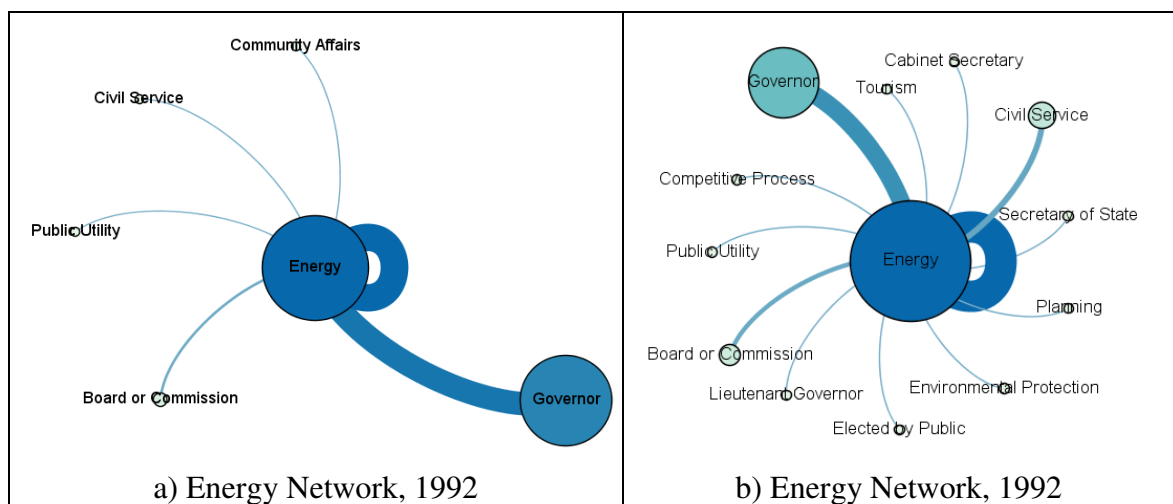 Community Affairs
Civil Service
Public Utility
Energy
Board or Commission
Governor
a) Energy Network, 1992
Cabinet Secretary
Governor
Tourism
Civil Service
Competitive Process
Secretary of State
Public Utility
Energy
Planning
Board or Commission
Lieutenant Governor
Environmental Protection
Elected by Public
b) Energy Network, 1992